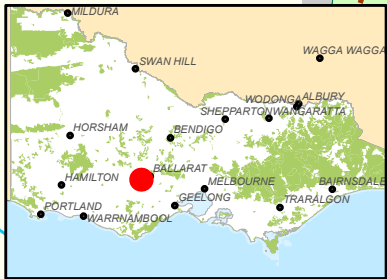 MILDURA
WAGGA WAGGA
SWAN HILL
WODONGA
ALBURY
SHEPPARTON
WANGARATTA
HORSHAM
BENDIGO
BALLARAT
HAMILTON
MELBOURNE
BAIRNSDALE
GEELONG
TRARALGON
PORTLAND
WARRNAMBOOL